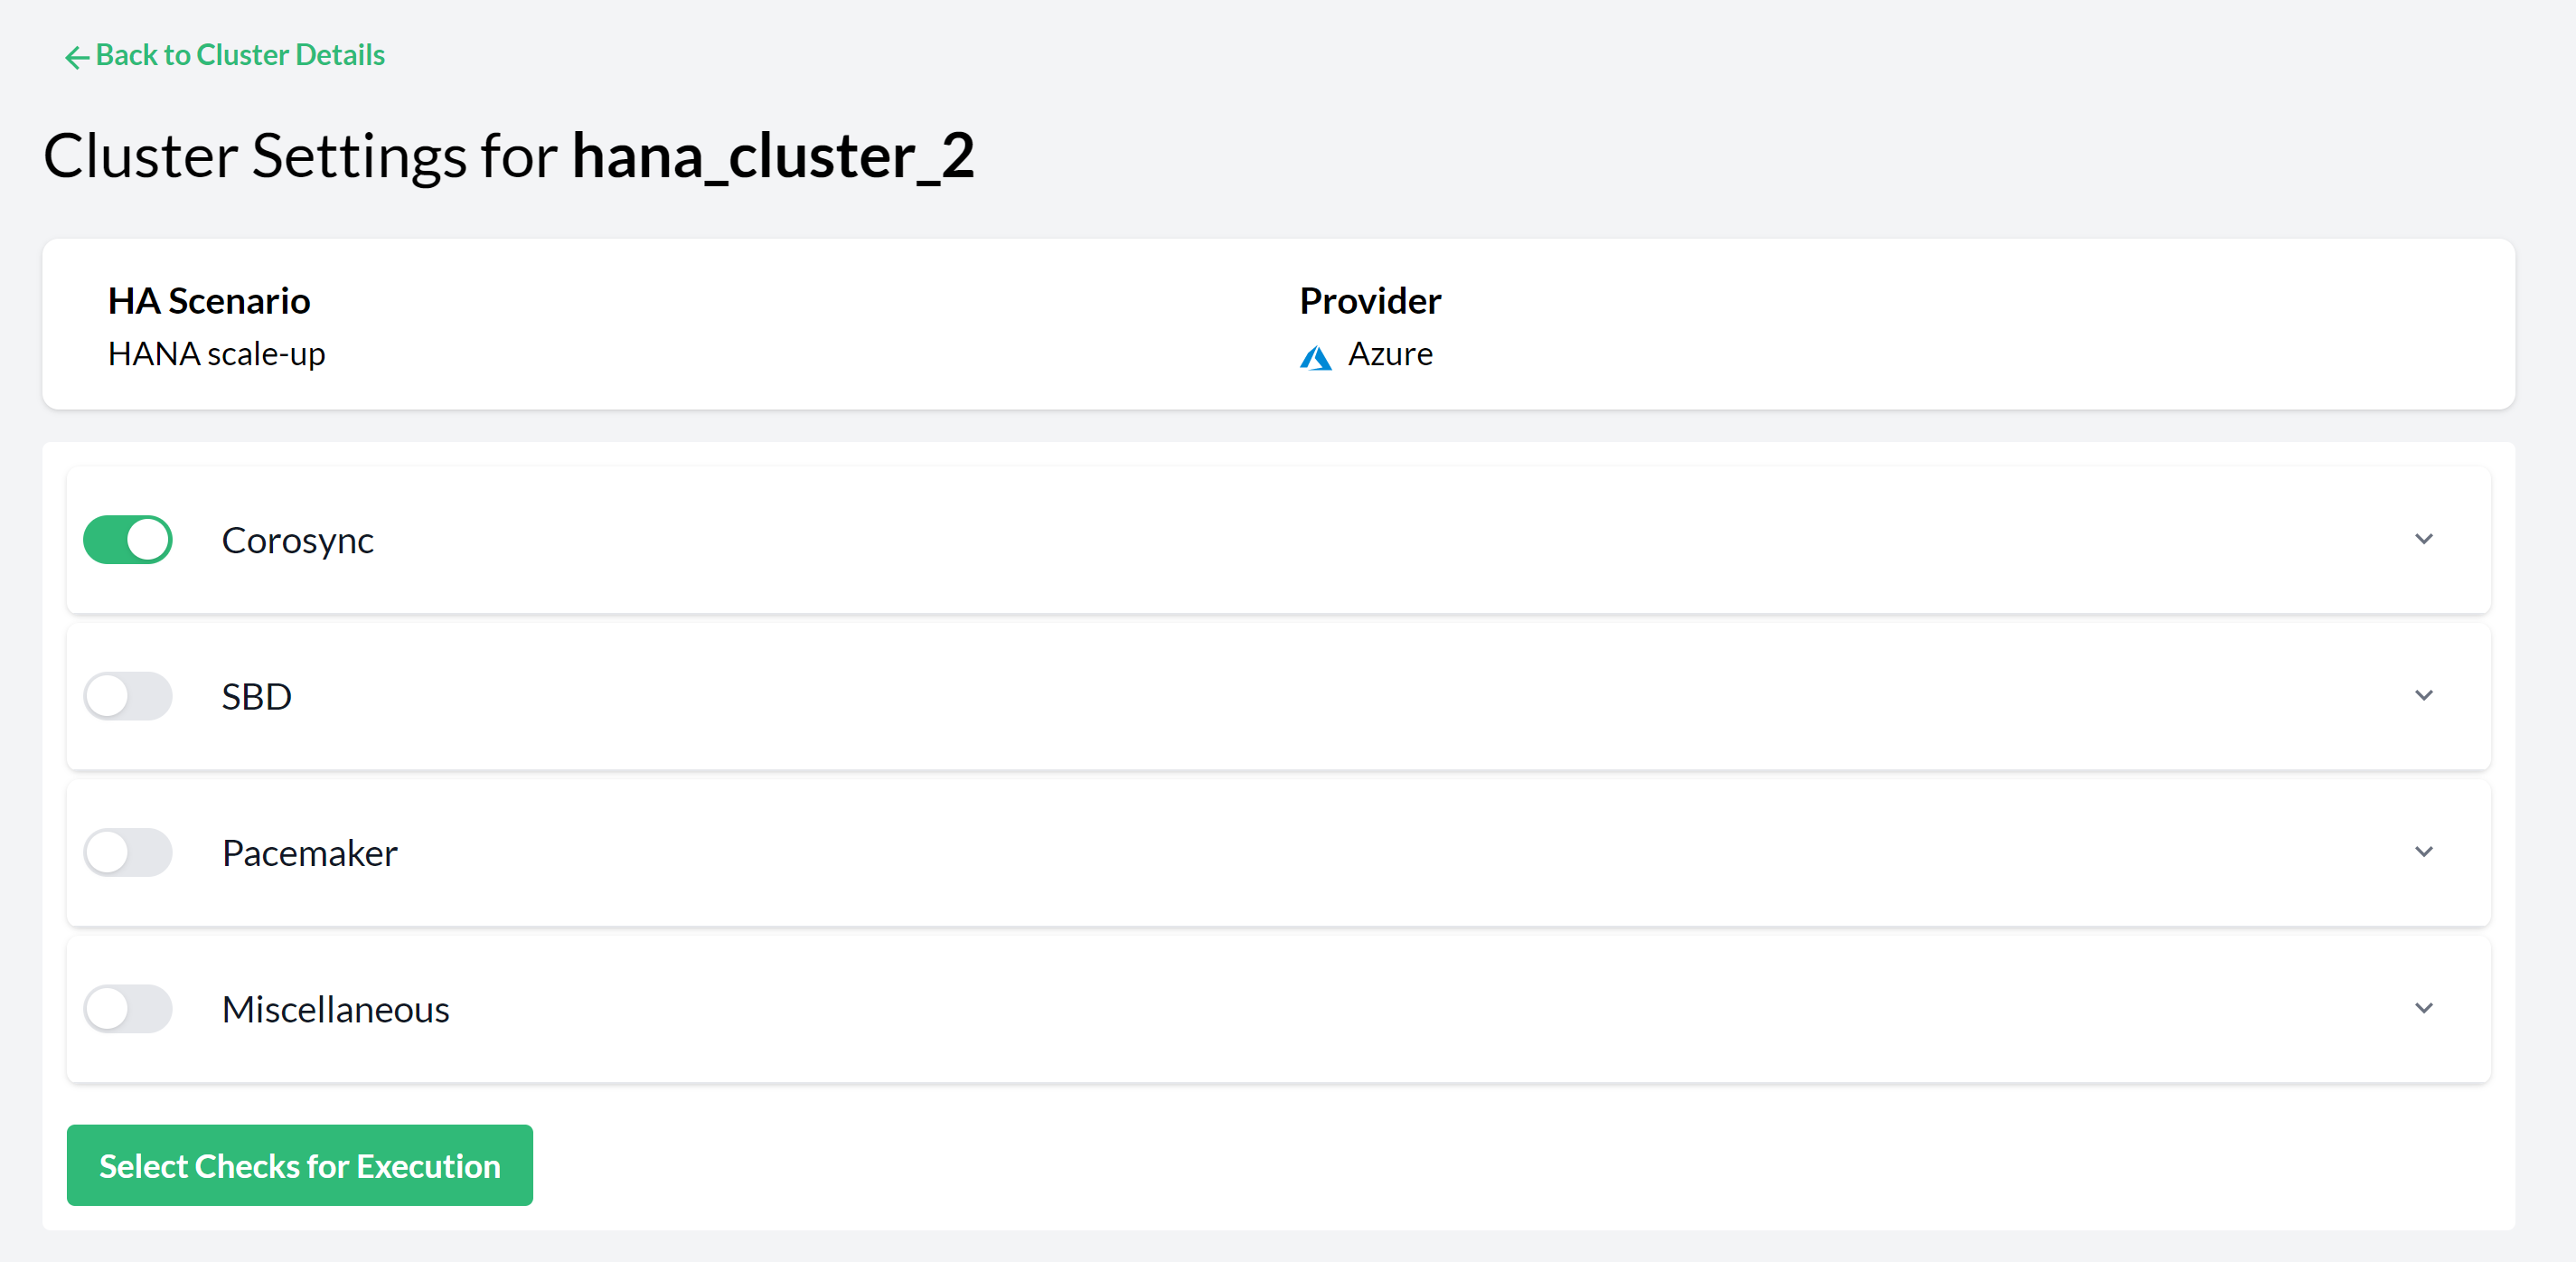 Back to Cluster Details
Cluster Settings for hana_cluster_2
HA Scenario
HANA scale-up
Provider
Azure
Corosync
SBD
Pacemaker
Miscellaneous
Select Checks for Execution